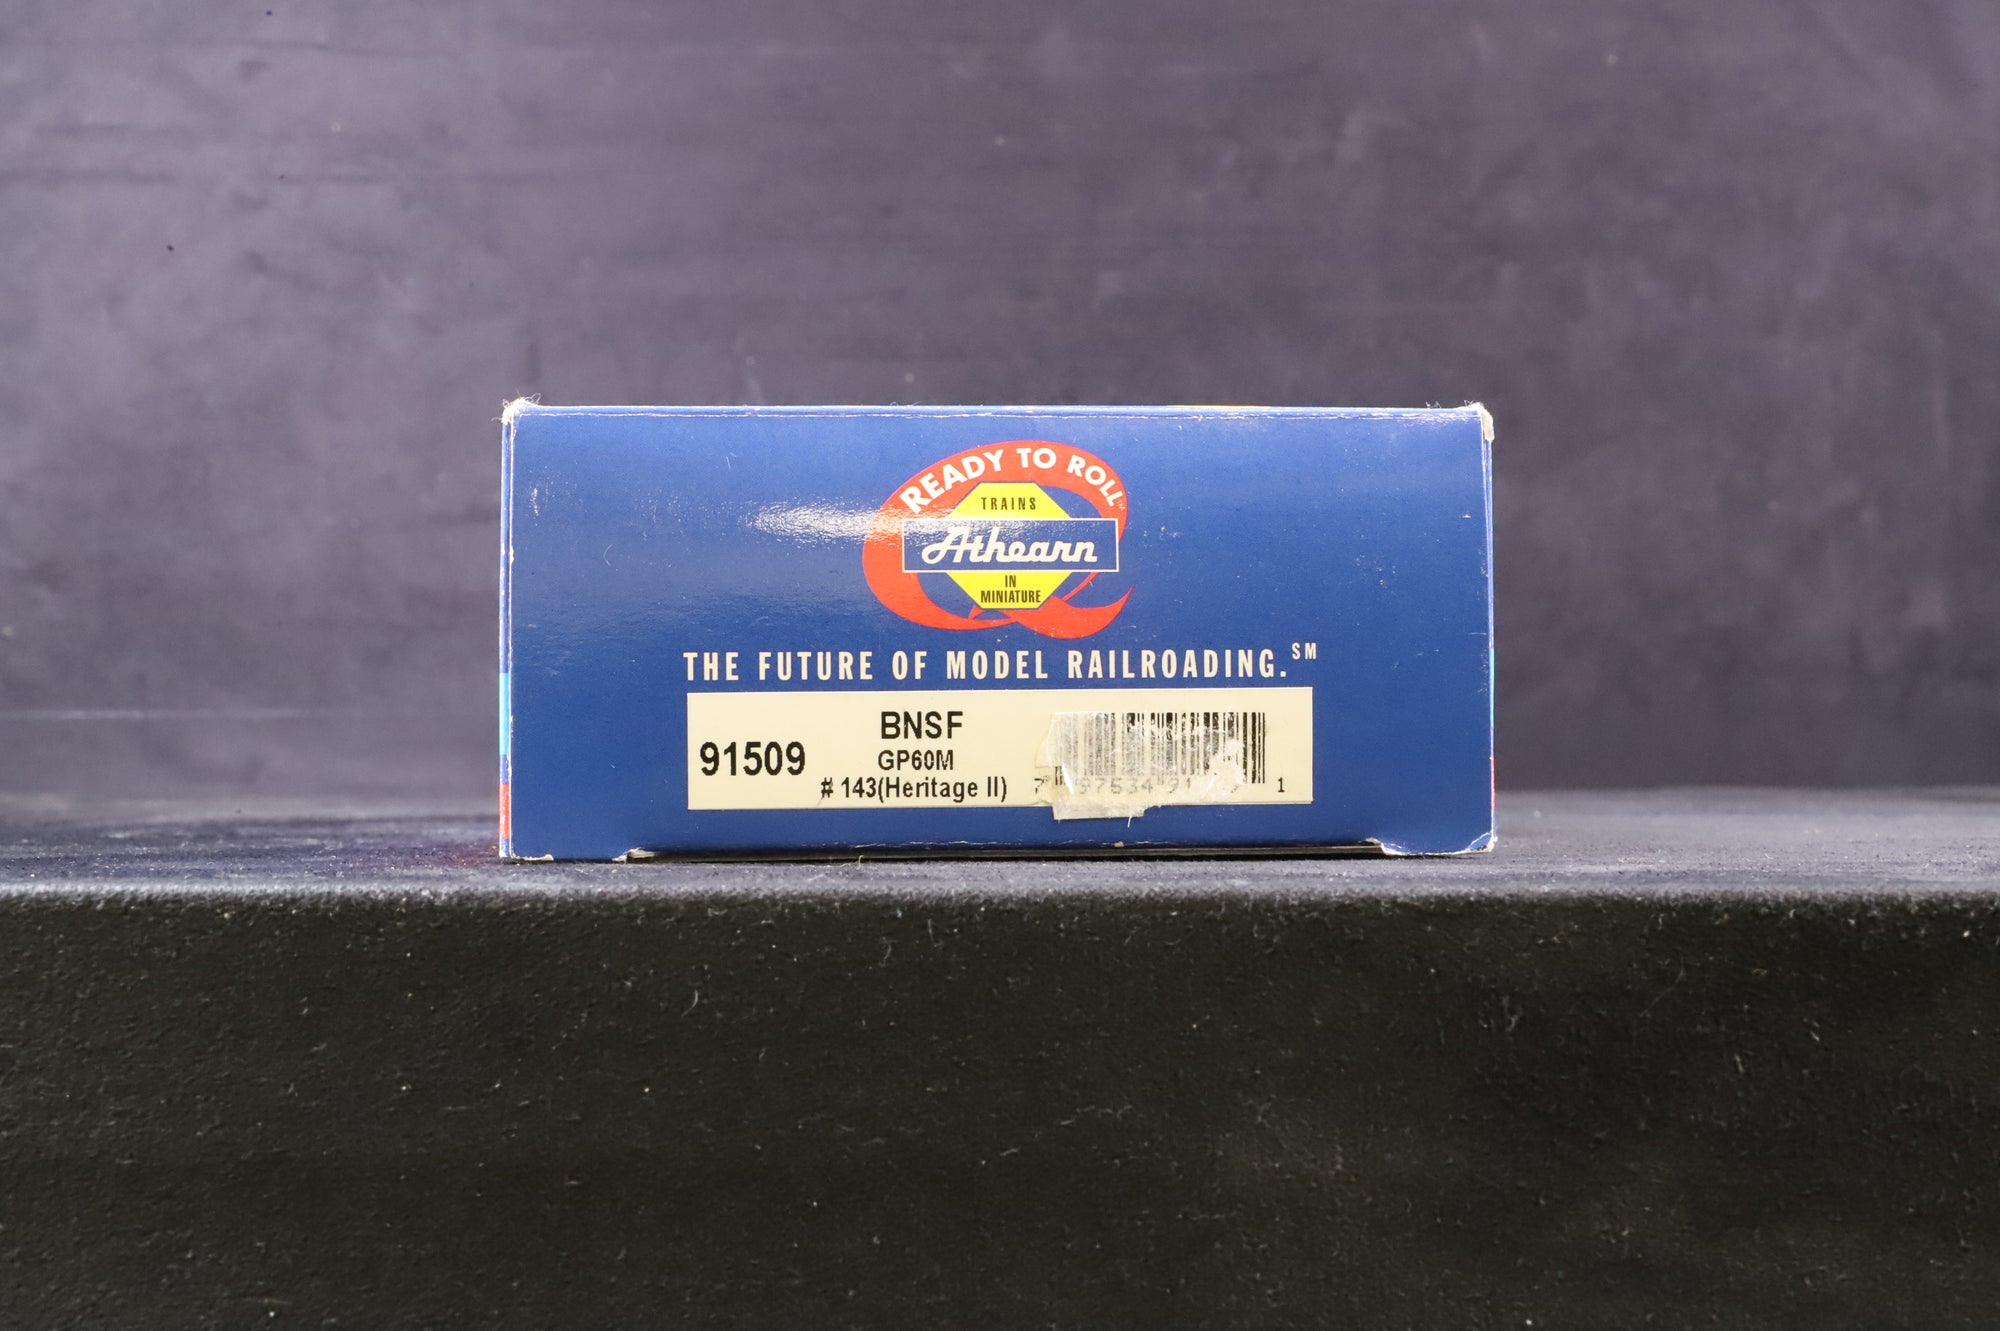 READY TO ROLL™
TRAINS
Athearn
IN
MINIATURE
THE FUTURE OF MODEL RAILROADING.SM
BNSF
91509
GP60M
# 143(Heritage II)
1